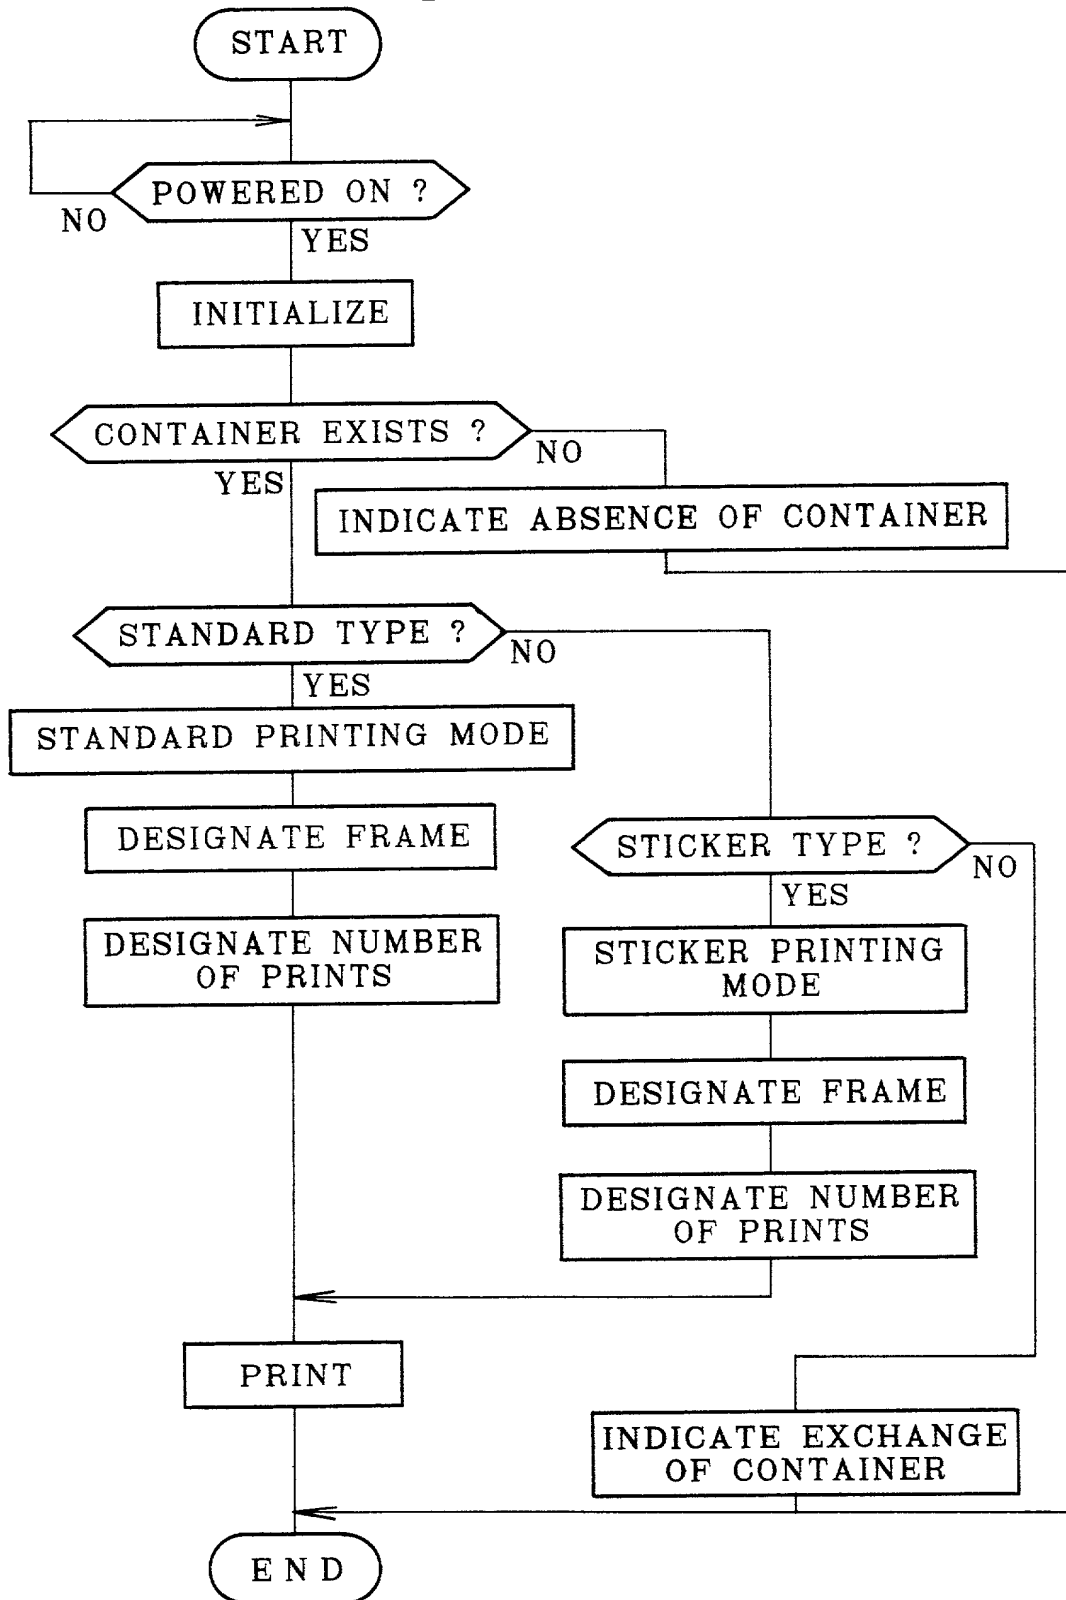 START
POWERED ON ?
NO
YES
INITIALIZE
CONTAINER EXISTS ?
NO
YES
INDICATE ABSENCE OF CONTAINER
STANDARD TYPE ?
NO
YES
STANDARD PRINTING MODE
DESIGNATE FRAME
STICKER TYPE ?
NO
YES
DESIGNATE NUMBER
OF PRINTS
STICKER PRINTING
MODE
DESIGNATE FRAME
DESIGNATE NUMBER
OF PRINTS
PRINT
INDICATE EXCHANGE
OF CONTAINER
END